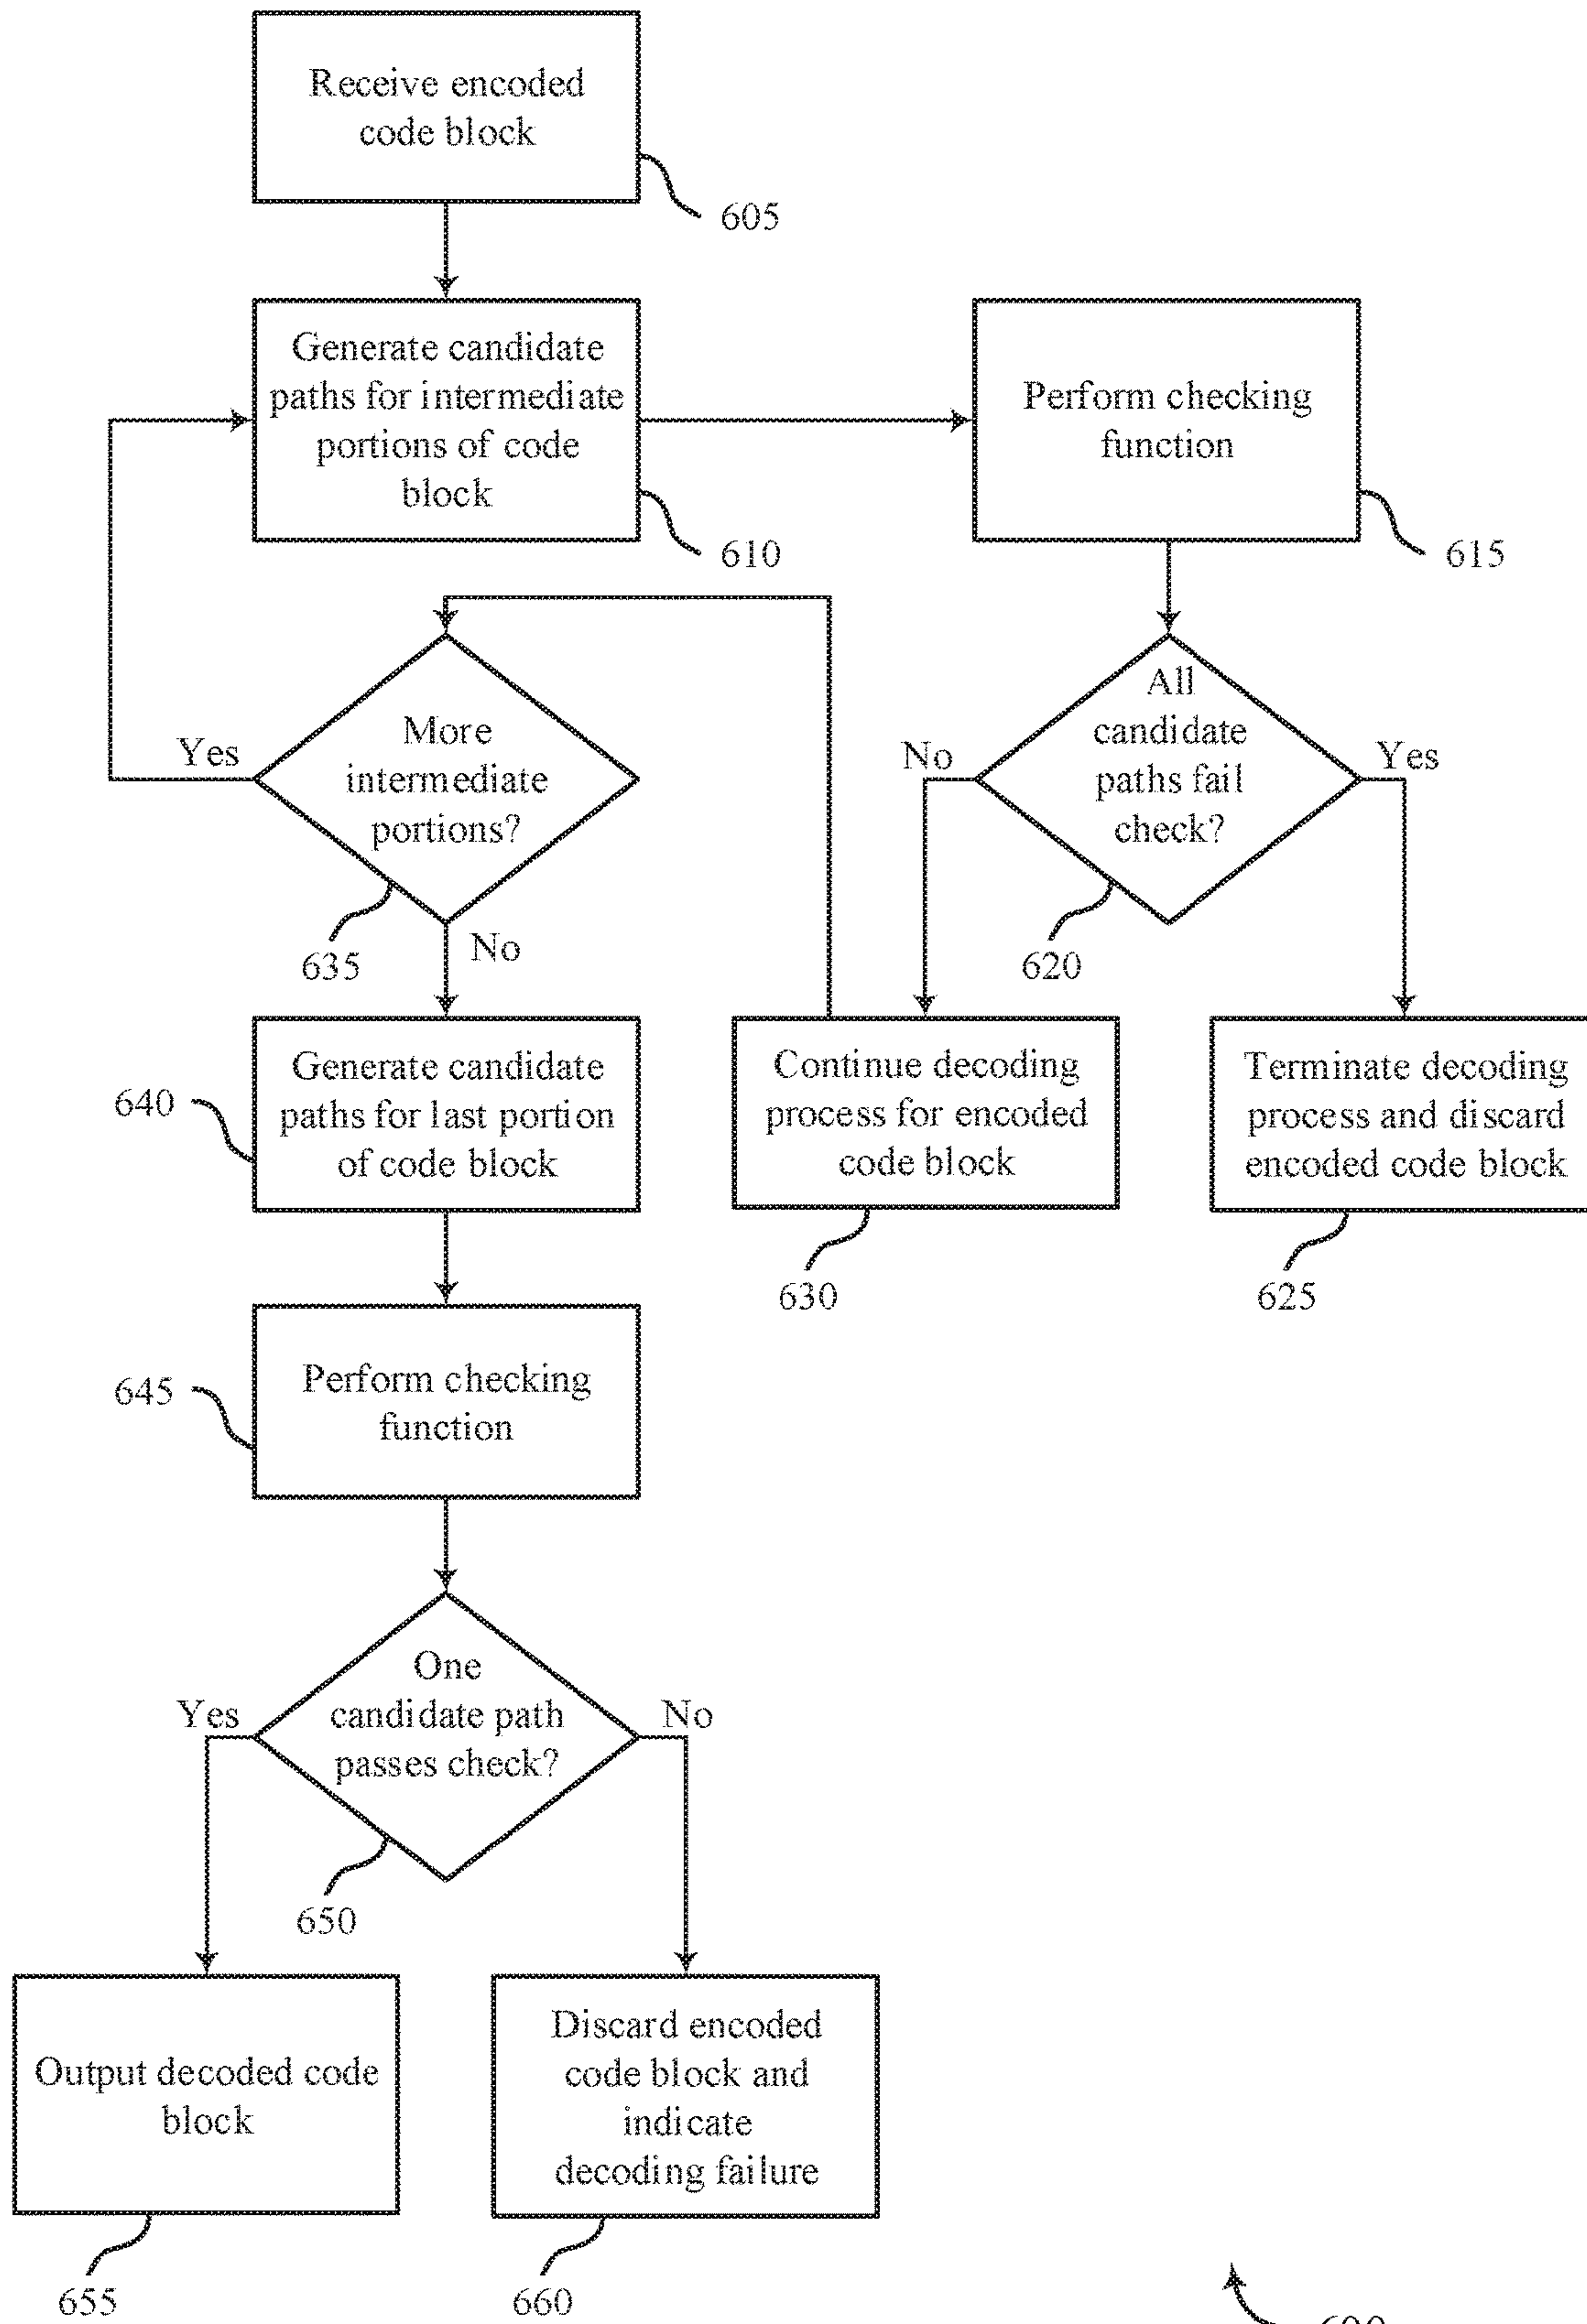 Receive encoded
code block
605
Generate candidate
paths for intermediate
portions of code
block
610
Perform checking
function
615
More
intermediate
portions?
Yes
No
635
All
candidate
paths fail
check?
No
Yes
620
Generate candidate
paths for last portion
of code block
640
Continue decoding
process for encoded
code block
630
Terminate decoding
process and discard
encoded code block
625
Perform checking
function
645
One
candidate path
passes check?
Yes
No
650
Output decoded code
block
655
Discard encoded
code block and
indicate
decoding failure
660